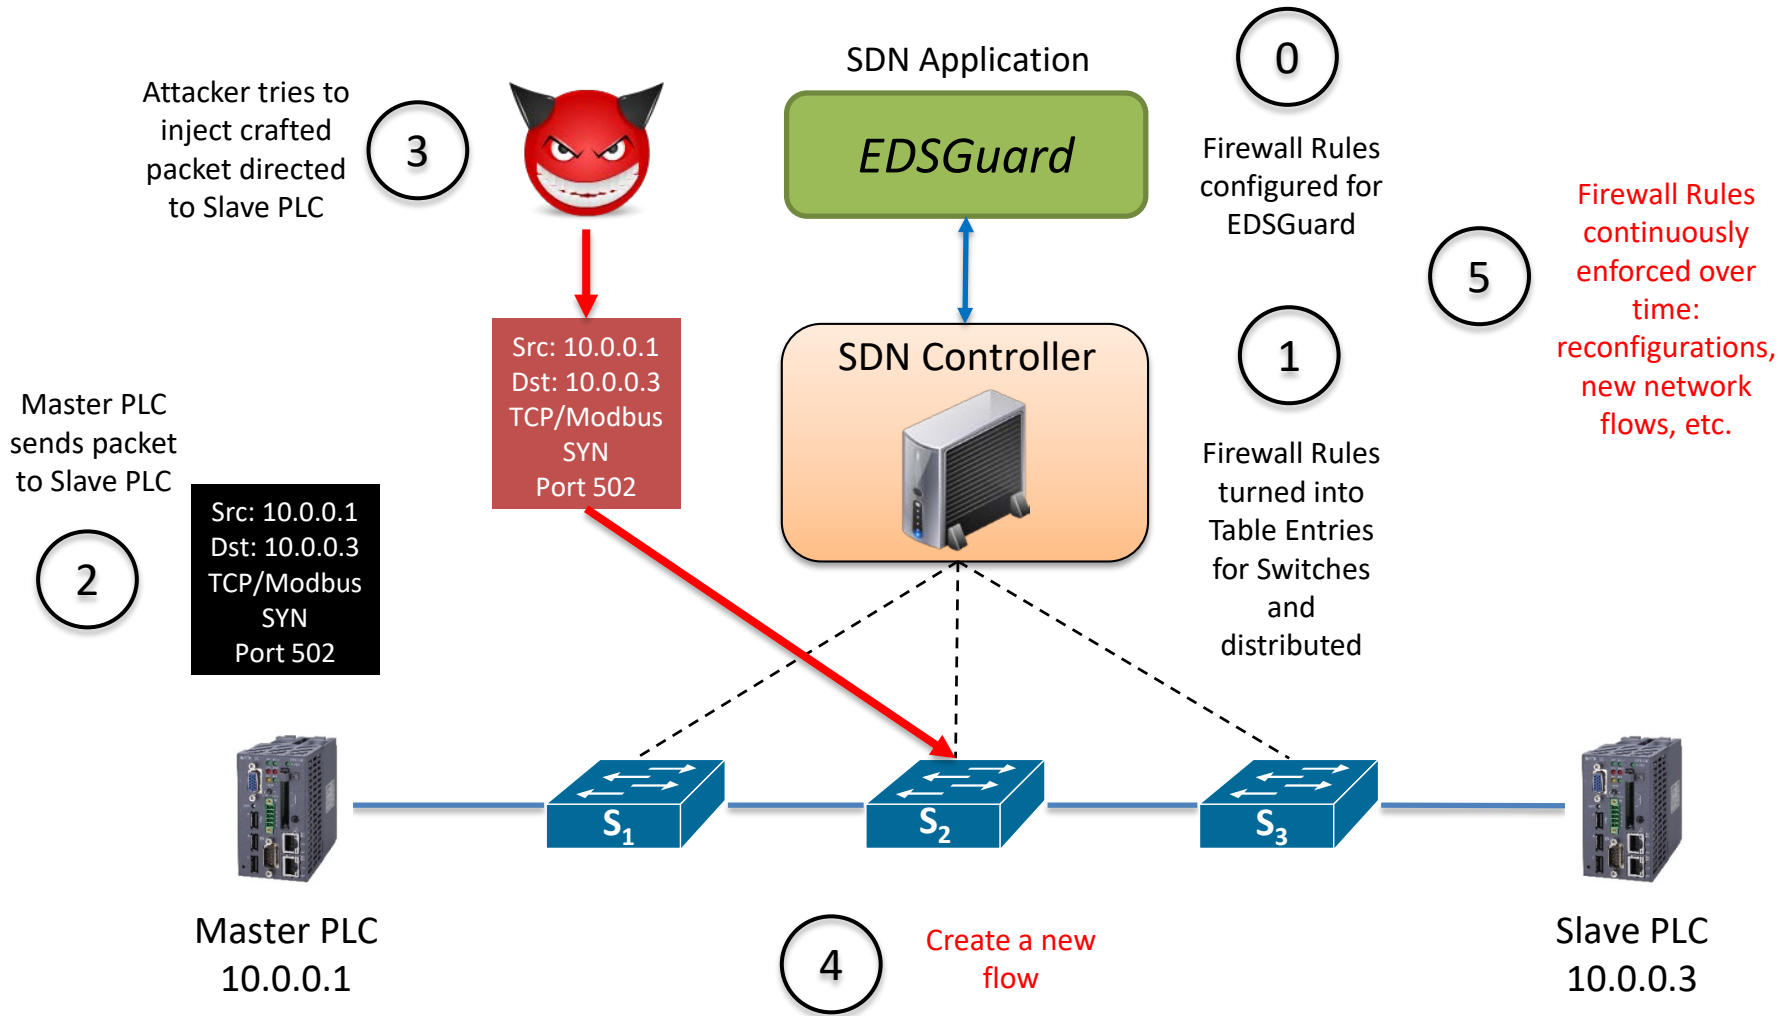 SDN Application
EDSGuard
0
Firewall Rules
configured for
EDSGuard
Attacker tries to
inject crafted
packet directed
to Slave PLC
3
5
Firewall Rules
continuously
enforced over
time:
reconfigurations,
new network
flows, etc.
Src: 10.0.0.1
Dst: 10.0.0.3
TCP/Modbus
SYN
Port 502
SDN Controller
1
Firewall Rules
turned into
Table Entries
for Switches
and
distributed
Master PLC
sends packet
to Slave PLC
2
Src: 10.0.0.1
Dst: 10.0.0.3
TCP/Modbus
SYN
Port 502
S1
S2
S3
Master PLC
10.0.0.1
4
Create a new
flow
Slave PLC
10.0.0.3